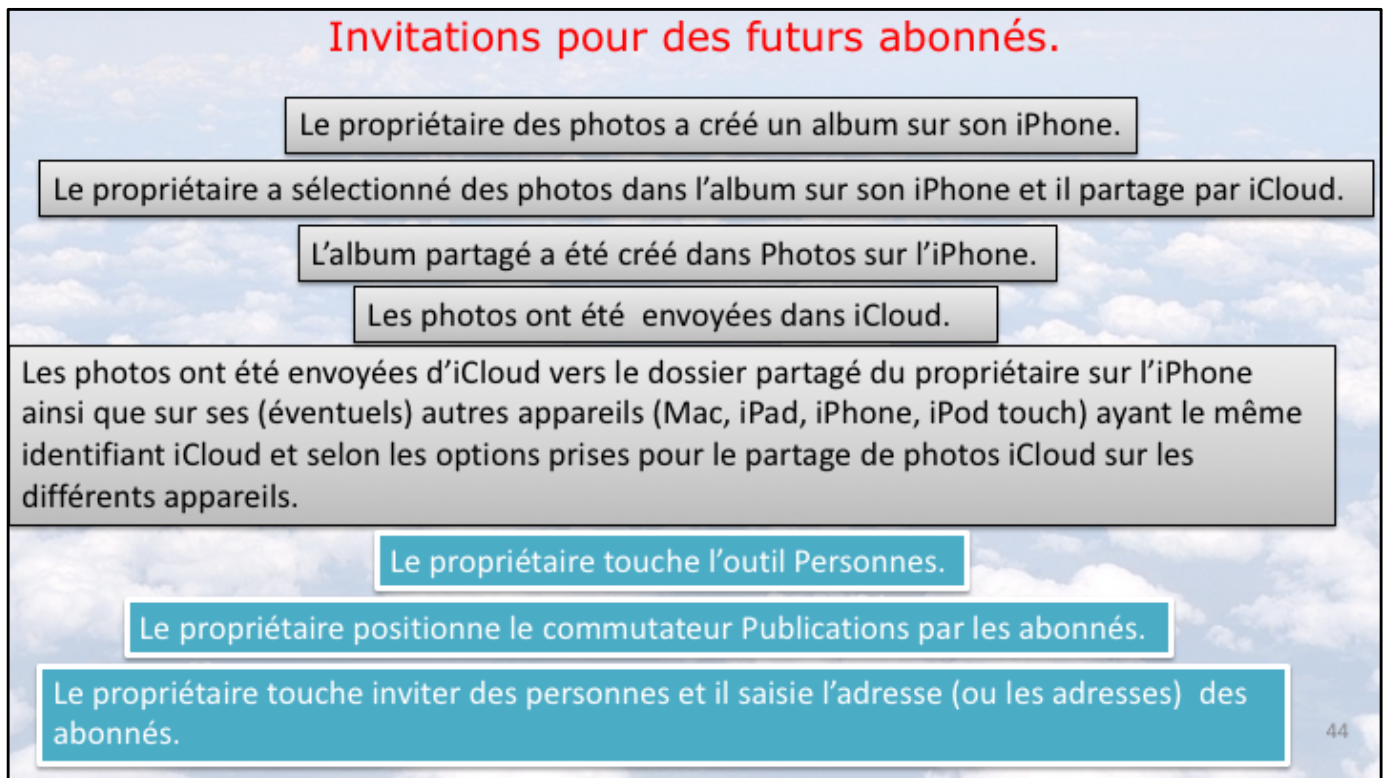 Invitations pour des futurs abonnés.
Le propriétaire des photos a créé un album sur son iPhone.
Le propriétaire a sélectionné des photos dans l’album sur son iPhone et il partage par iCloud.
L’album partagé a été créé dans Photos sur l’iPhone.
Les photos ont été envoyées dans iCloud.
Les photos ont été envoyées d’iCloud vers le dossier partagé du propriétaire sur l’iPhone
ainsi que sur ses (éventuels) autres appareils (Mac, iPad, iPhone, iPod touch) ayant le même
identifiant iCloud et selon les options prises pour le partage de photos iCloud sur les
différents appareils.
Le propriétaire touche l’outil Personnes.
Le propriétaire positionne le commutateur Publications par les abonnés.
Le propriétaire touche inviter des personnes et il saisie l’adresse (ou les adresses) des
abonnés.
44